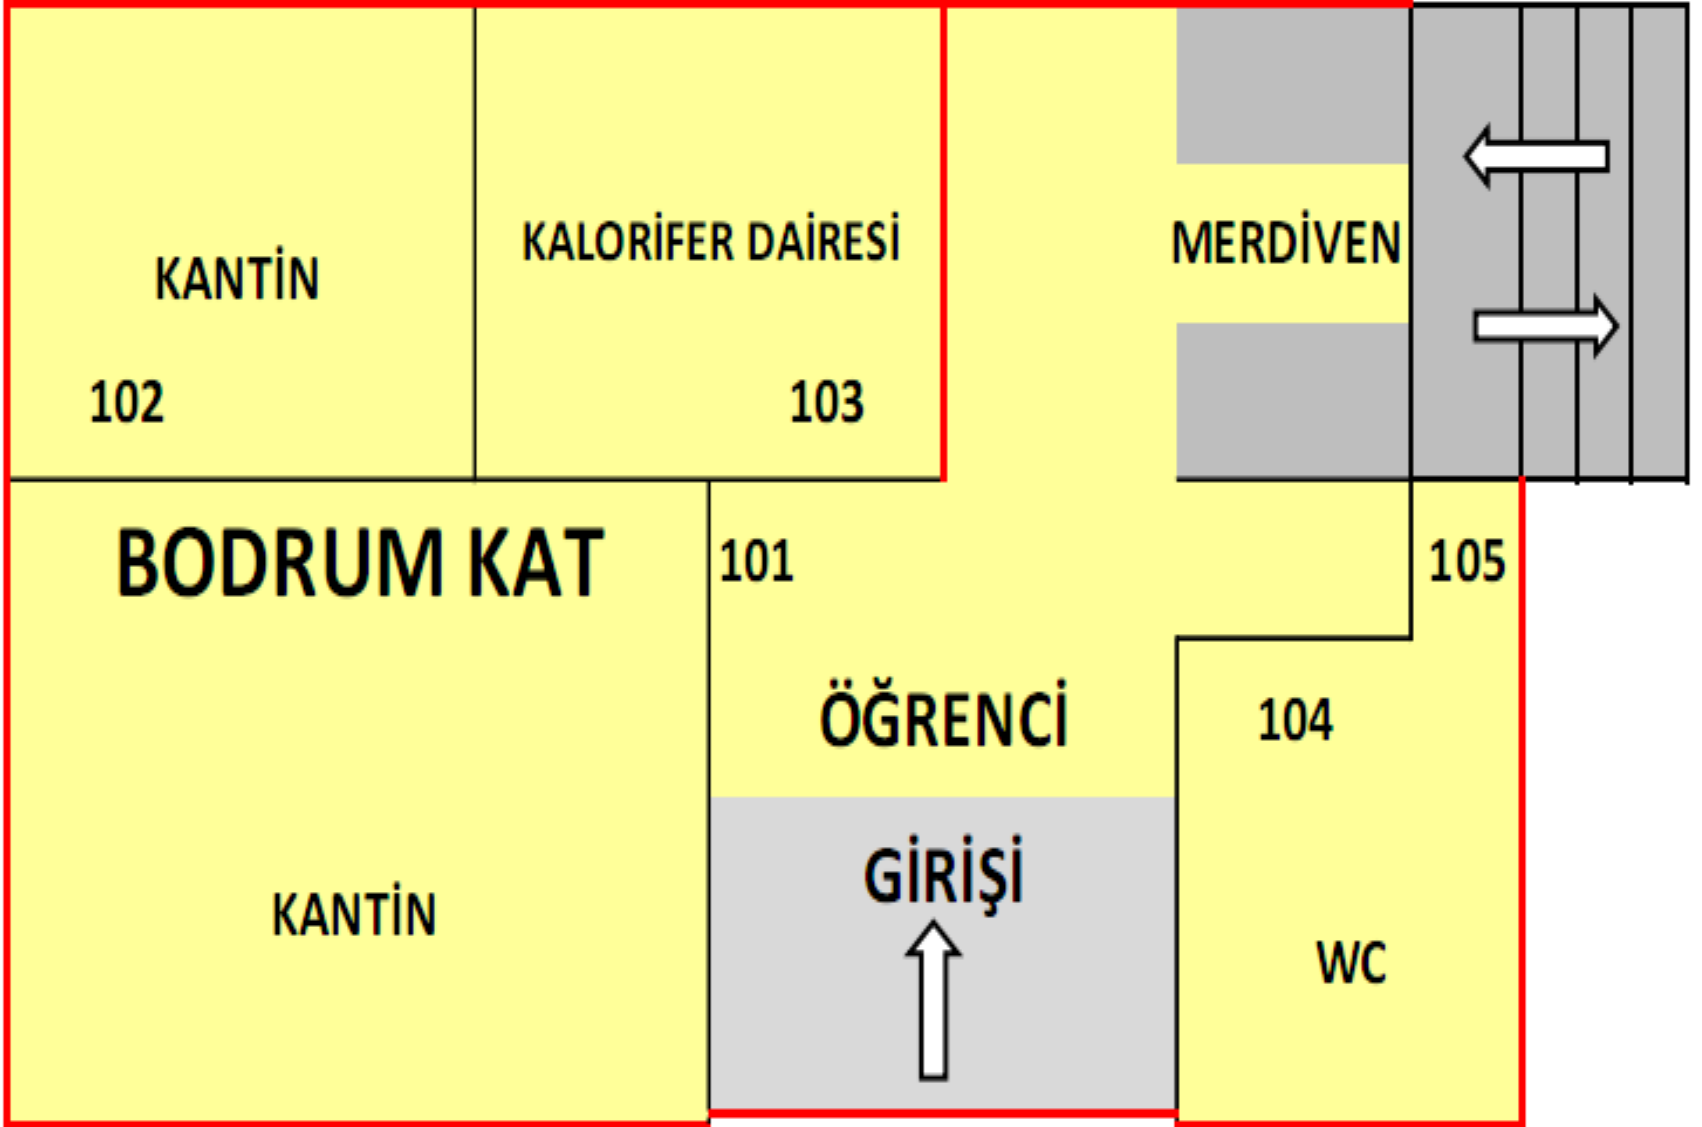 KANTİN
KALORİFER DAİRESİ
MERDİVEN
102
103
BODRUM KAT
101
105
ÖĞRENCİ
104
GİRİŞİ
KANTİN
WC